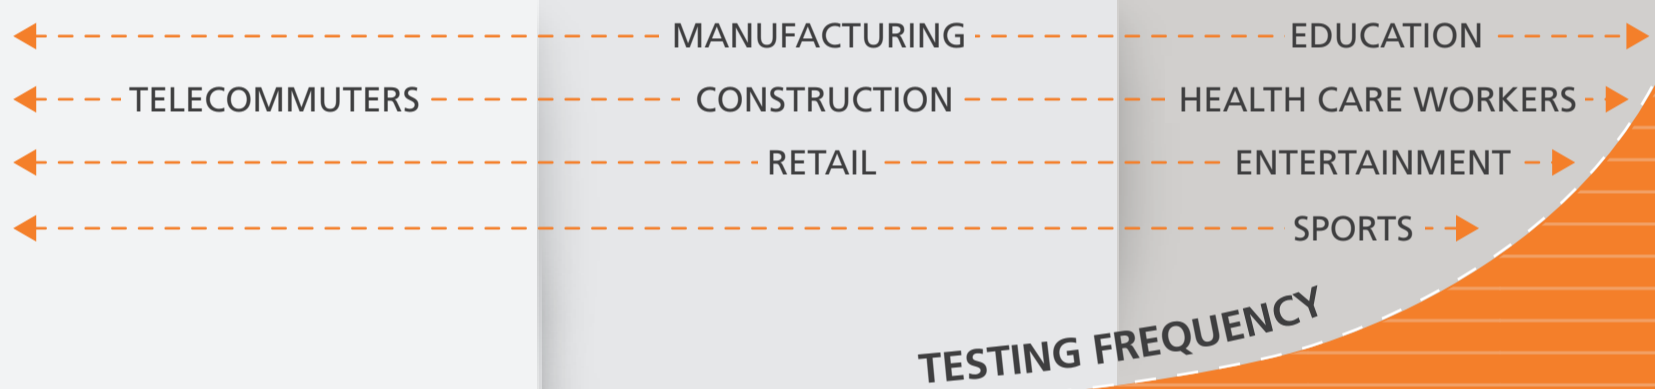 MANUFACTURING EDUCATION
TELECOMMUTERS CONSTRUCTION HEALTH CARE WORKERS
RETAIL ENTERTAINMENT
SPORTS
TESTING FREQUENCY